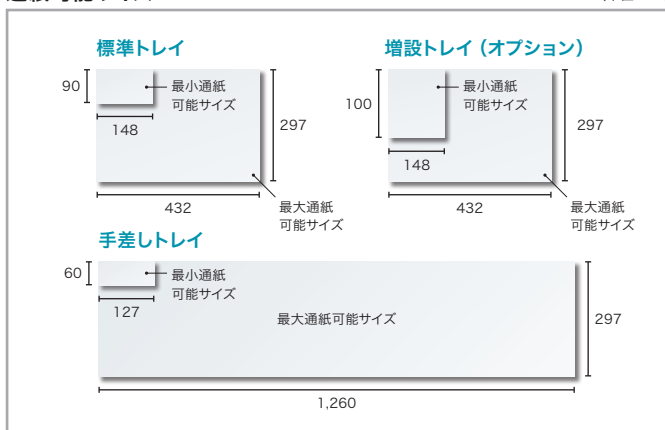 標準トレイ
90
最小通紙
可能サイズ
148
297
432
最大通紙
可能サイズ
増設トレイ（オプション）
100
最小通紙
可能サイズ
148
297
432
最大通紙
可能サイズ
手差しトレイ
60
最小通紙
可能サイズ
127
最大通紙可能サイズ
297
1,260